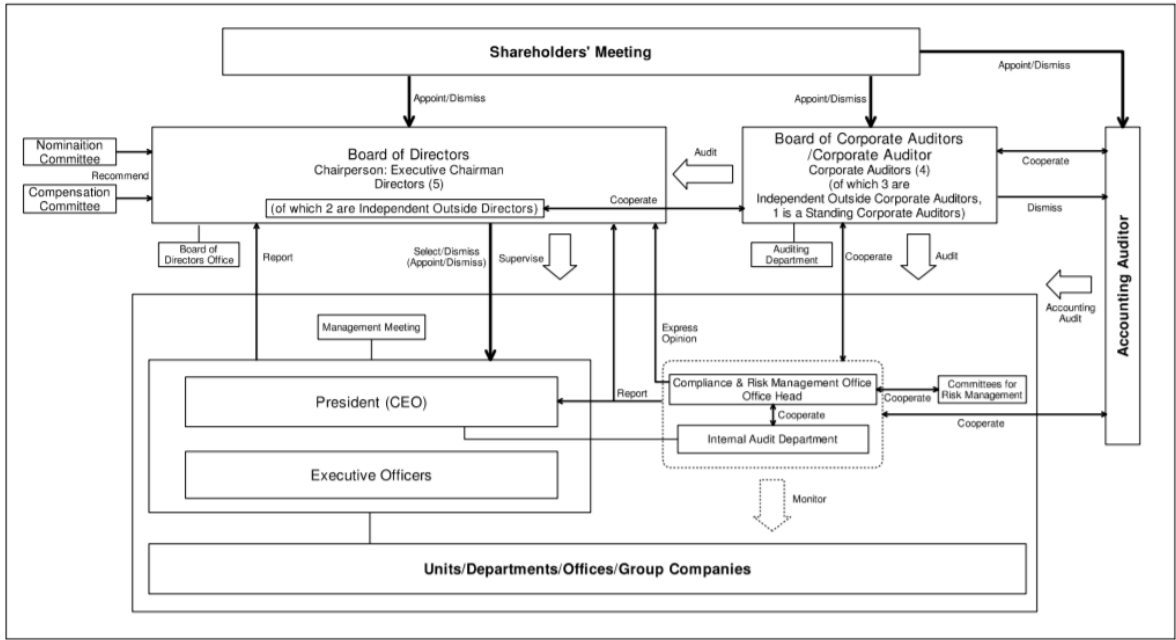 Shareholders' Meeting
Appoint/Dismiss
Appoint/Dismiss
Appoint/Dismiss
Nominaition
Committee
Recommend
Compensation
Committee
Board of Directors
Chairperson: Executive Chairman
Directors (5)
(of which 2 are Independent Outside Directors)
Audit
Cooperate
Board of Corporate Auditors
/Corporate Auditor
Corporate Auditors (4)
(of which 3 are
Independent Outside Corporate Auditors,
1 is a Standing Corporate Auditors)
Cooperate
Dismiss
Accounting Auditor
Board of
Directors Office
Report
Select/Dismiss
(Appoint/Dismiss)
Supervise
Auditing
Department
Cooperate
Audit
Accounting
Audit
Management Meeting
Express
Opinion
President (CEO)
Report
Compliance & Risk Management Office
Office Head
Cooperate
Committees for
Risk Management
Cooperate
Cooperate
Internal Audit Department
Executive Officers
Monitor
Units/Departments/Offices/Group Companies